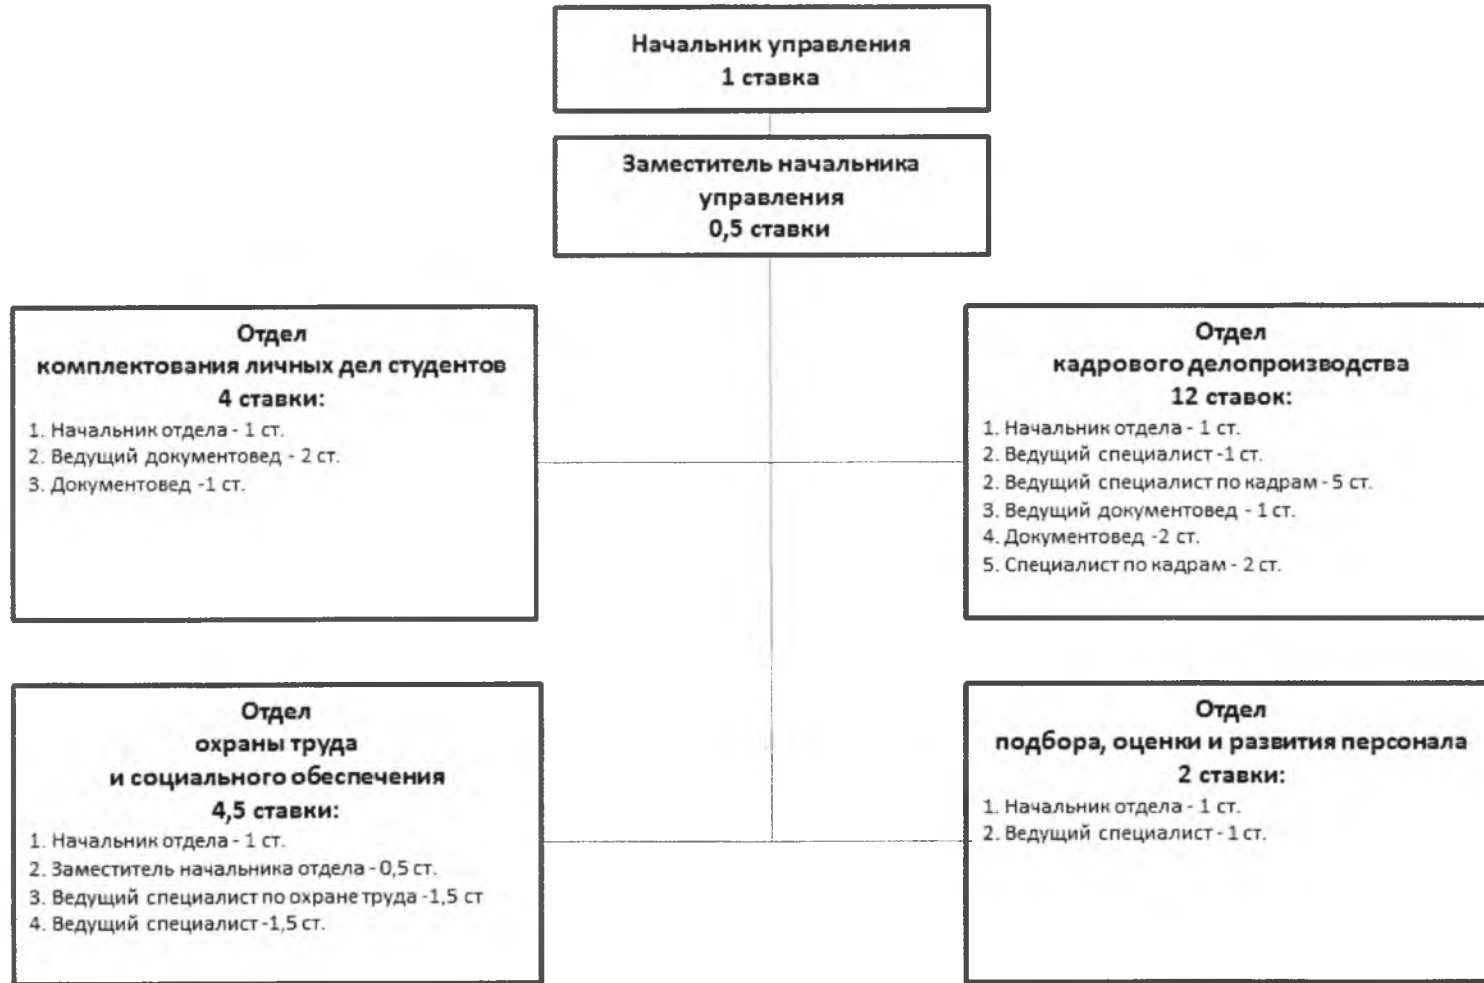 Начальник управления
1 ставка
Заместитель начальника
управления
0,5 ставки
Отдел
комплектования личных дел студентов
4 ставки:
1. Начальник отдела - 1 ст.
2. Ведущий документовед - 2 ст.
3. Документовед -1 ст.
Отдел
кадрового делопроизводства
12 ставок:
1. Начальник отдела - 1 ст.
2. Ведущий специалист -1 ст.
2. Ведущий специалист по кадрам - 5 ст.
3. Ведущий документовед - 1 ст.
4. Документовед -2 ст.
5. Специалист по кадрам - 2 ст.
Отдел
охраны труда
и социального обеспечения
4,5 ставки:
1. Начальник отдела - 1 ст.
2. Заместитель начальника отдела - 0,5 ст.
3. Ведущий специалист по охране труда -1,5 ст
4. Ведущий специалист -1,5 ст.
Отдел
подбора, оценки и развития персонала
2 ставки:
1. Начальник отдела - 1 ст.
2. Ведущий специалист - 1 ст.